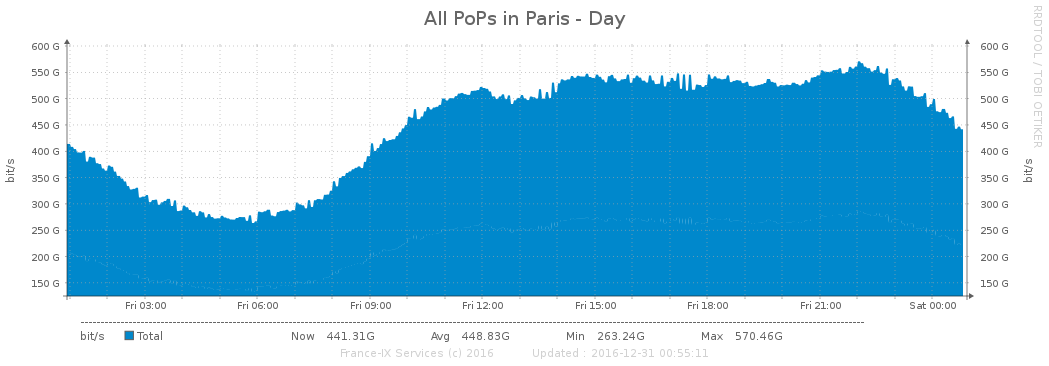 All PoPs in Paris - Day
RRDTOOL / TOBI OETIKER
bit/s
600 G
550 G
500 G
450 G
400 G
350 G
300 G
250 G
200 G
150 G
600 G
550 G
500 G
450 G
400 G
350 G
300 G
250 G
200 G
150 G
bit/s
Fri 03:00 Fri 06:00 Fri 09:00 Fri 12:00 Fri 15:00 Fri 18:00 Fri 21:00 Sat 00:00
bit/s Total Now 441.31G Avg 448.83G Min 263.24G Max 570.46G
France-IX Services (c) 2016 Updated : 2016-12-31 00:55:11